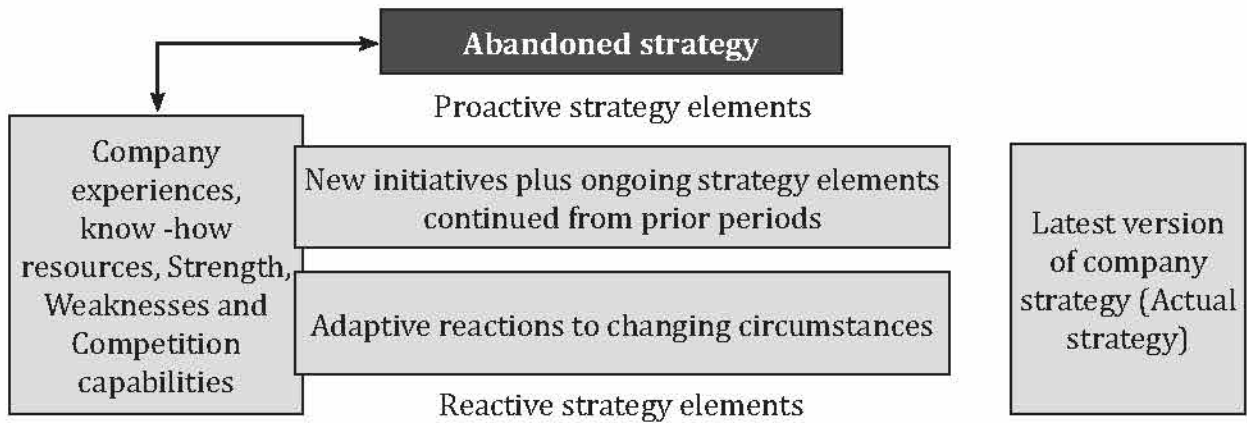 Abandoned strategy
Proactive strategy elements
Company
experiences,
know -how
resources, Strength,
Weaknesses and
Competition
capabilities
New initiatives plus ongoing strategy elements
continued from prior periods
Adaptive reactions to changing circumstances
Reactive strategy elements
Latest version
of company
strategy (Actual
strategy)